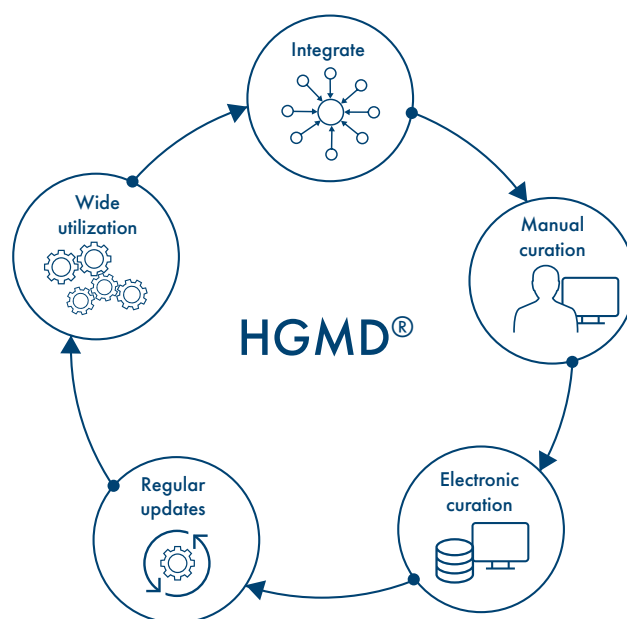 Integrate
Manual
curation
Electronic
curation
Regular
updates
Wide
utilization
HGMD®